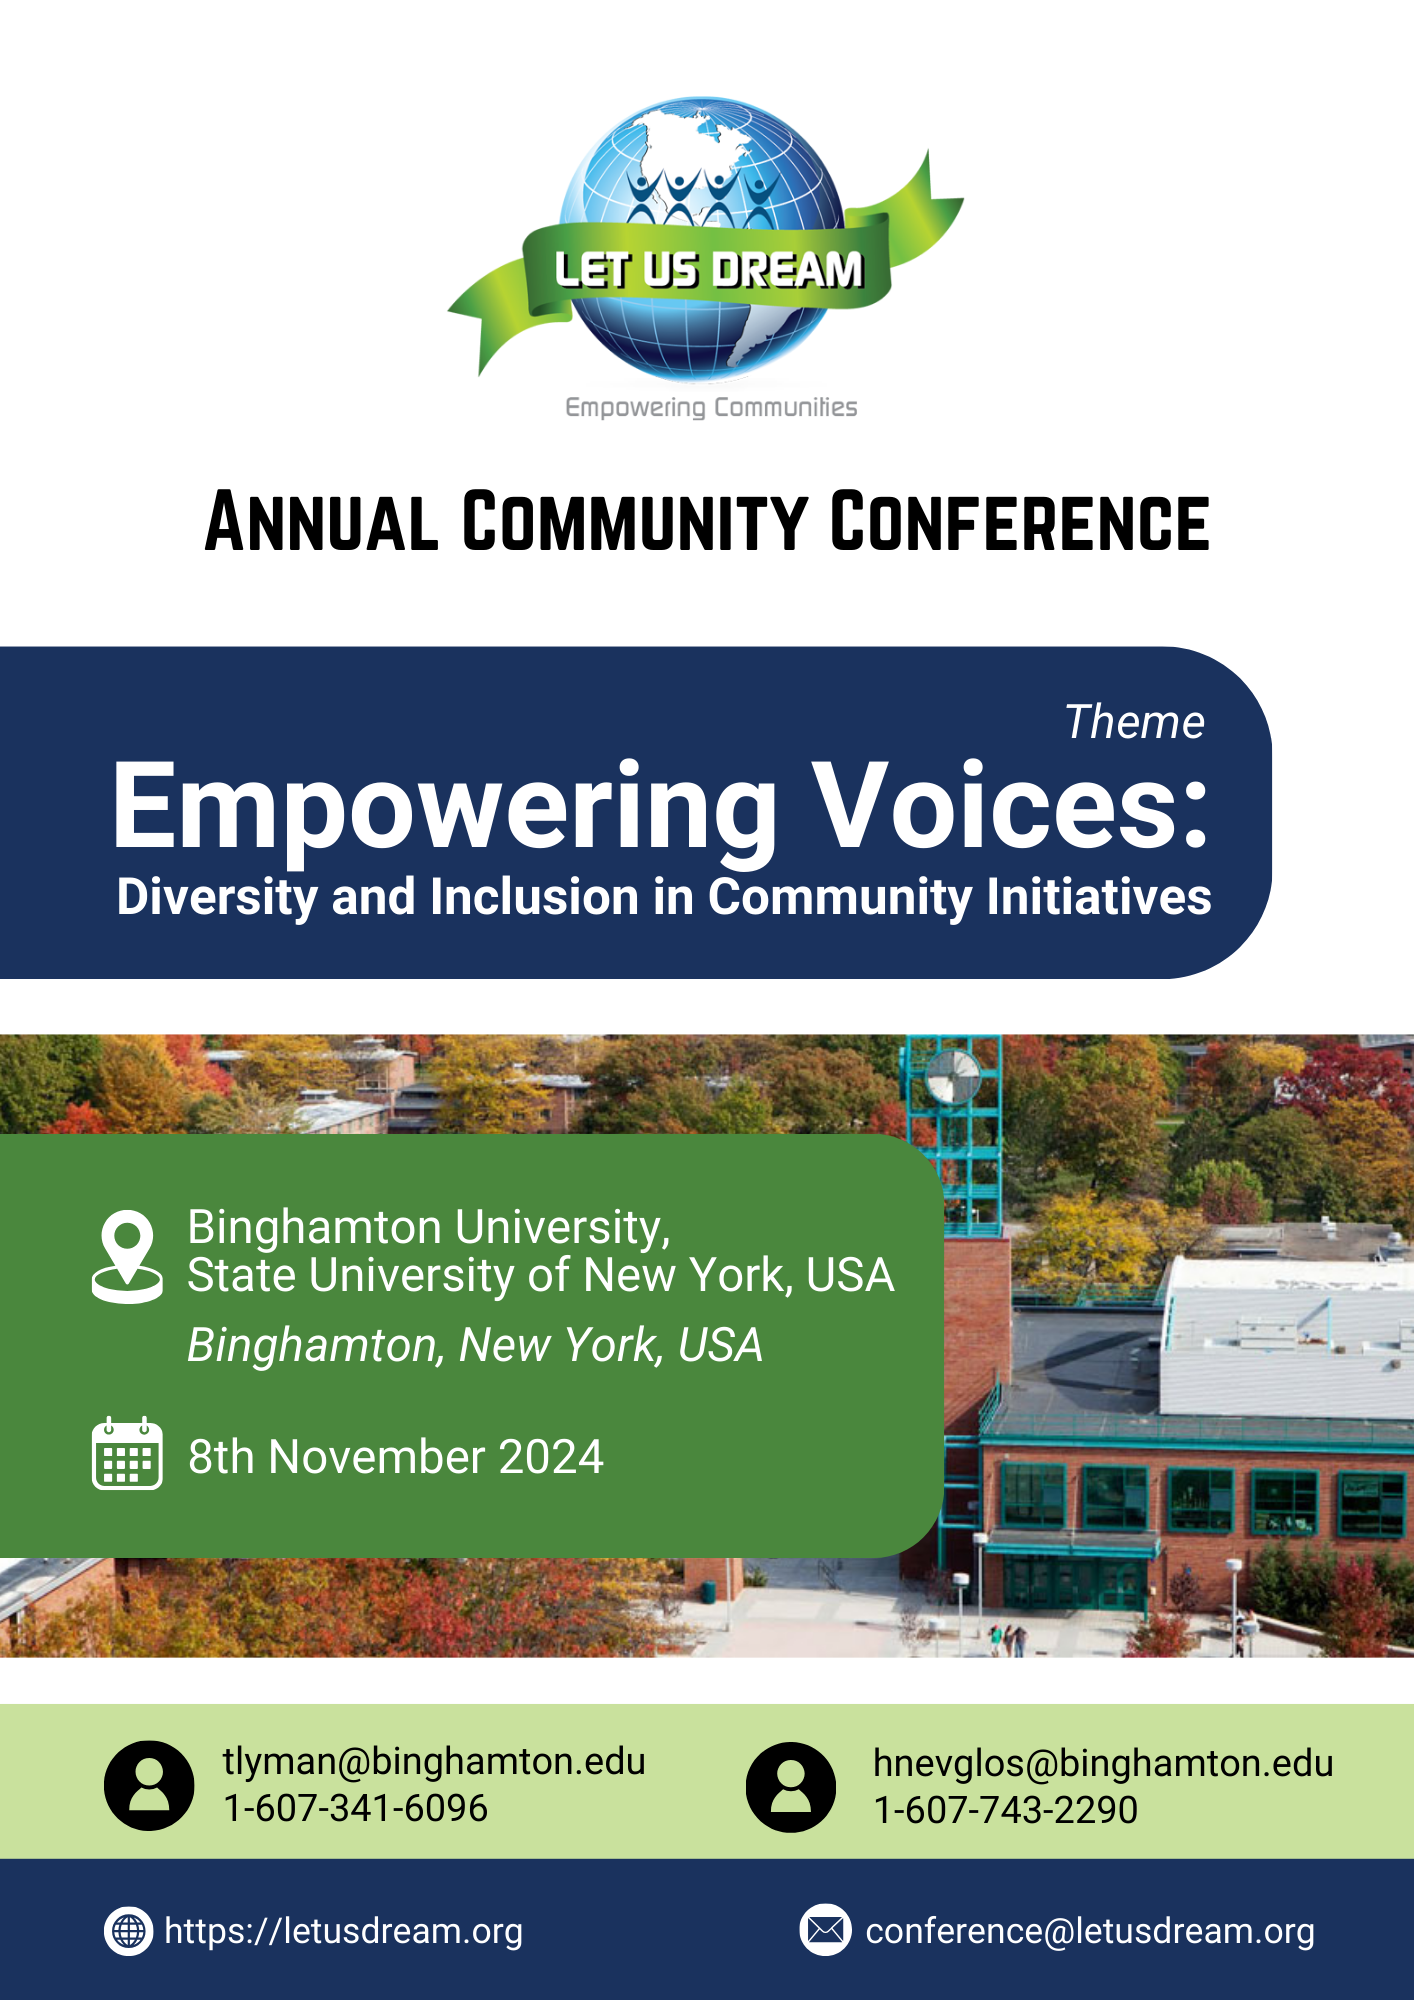 LET US DREAM
Empowering Communities
Annual Community Conference
Theme
Empowering Voices:
Diversity and Inclusion in Community Initiatives
Binghamton University,
State University of New York, USA
Binghamton, New York, USA
8th November 2024
tlyman@binghamton.edu
1-607-341-6096
hnevglos@binghamton.edu
1-607-743-2290
https://letusdream.org
conference@letusdream.org